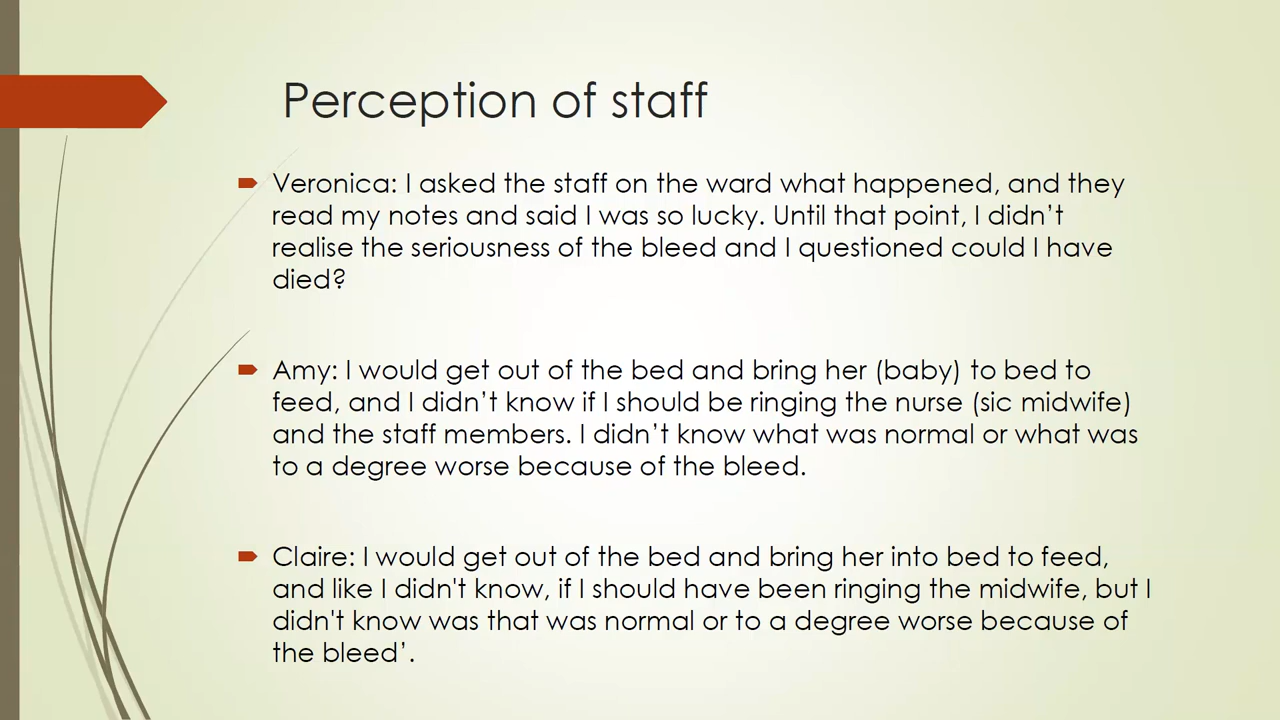 Perception of staff
Veronica: I asked the staff on the ward what happened, and they
read my notes and said I was so lucky. Until that point, I didn’t
realise the seriousness of the bleed and I questioned could I have
died?
Amy: I would get out of the bed and bring her (baby) to bed to
feed, and I didn’t know if I should be ringing the nurse (sic midwife)
and the staff members. I didn’t know what was normal or what was
to a degree worse because of the bleed.
Claire: I would get out of the bed and bring her into bed to feed,
and like I didn't know, if I should have been ringing the midwife, but I
didn't know was that was normal or to a degree worse because of
the bleed’.